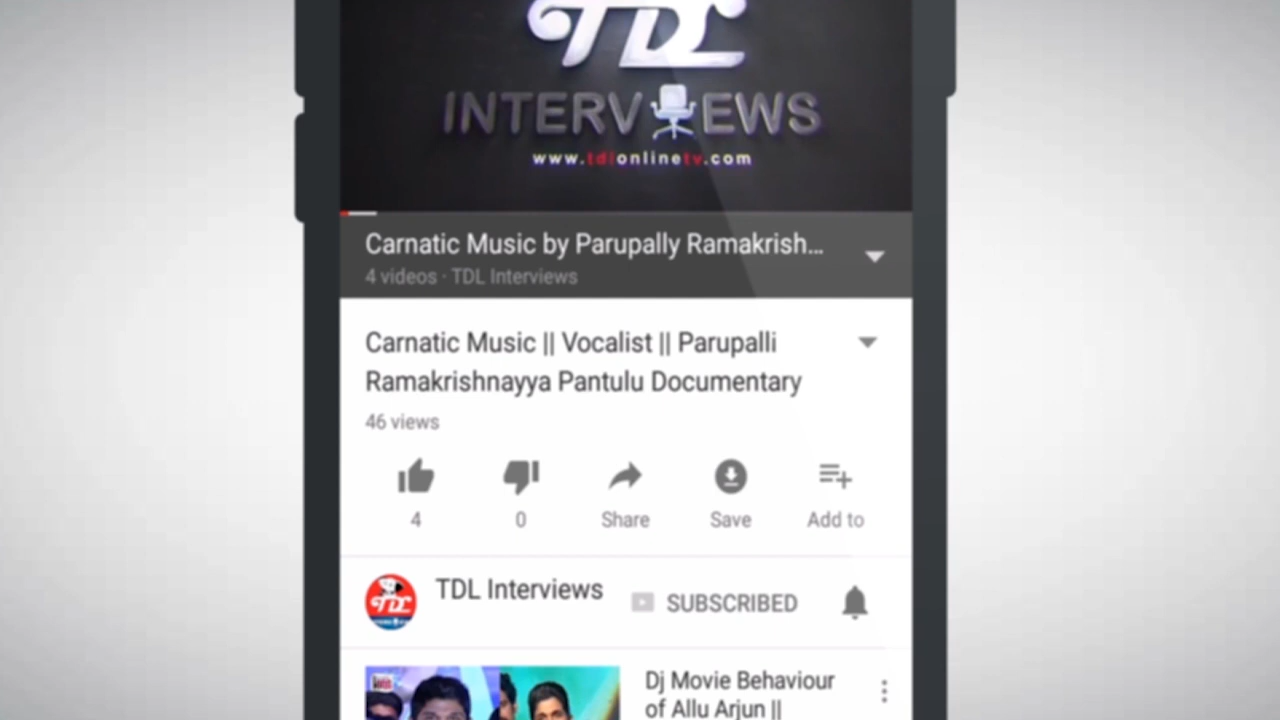 TDL
INTERVIEWS
www.tdlonlinetv.com
Carnatic Music by Parupally Ramakrish...
4 videos · TDL Interviews
Carnatic Music || Vocalist || Parupalli
Ramakrishnayya Pantulu Documentary
46 views
4
0
Share
Save
Add to
TDL
TDL Interviews
SUBSCRIBED
Dj Movie Behaviour
of Allu Arjun ||